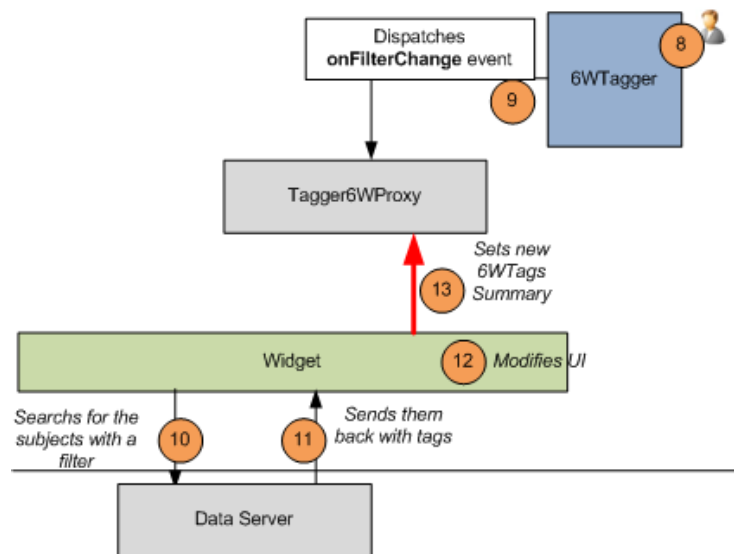 Dispatches
onFilterChange event
8
6WTagger
9
Tagger6WProxy
Sets new
6WTags
Summary
13
Widget
12
Modifies UI
Searchs for the
subjects with a
filter
10
11
Sends them
back with tags
Data Server